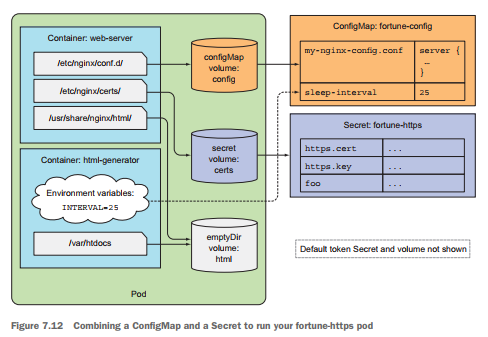 Container: web-server
/etc/nginx/conf.d/
/etc/nginx/certs/
/usr/share/nginx/html/
Container: html-generator
Environment variables:
INTERVAL=25
/var/htdocs
configMap
volume:
config
secret
volume:
certs
emptyDir
volume:
html
Pod
ConfigMap: fortune-config
my-nginx-config.conf
server {
…
}
sleep-interval
25
Secret: fortune-https
https.cert
...
https.key
...
foo
...
Default token Secret and volume not shown
Figure 7.12 Combining a ConfigMap and a Secret to run your fortune-https pod